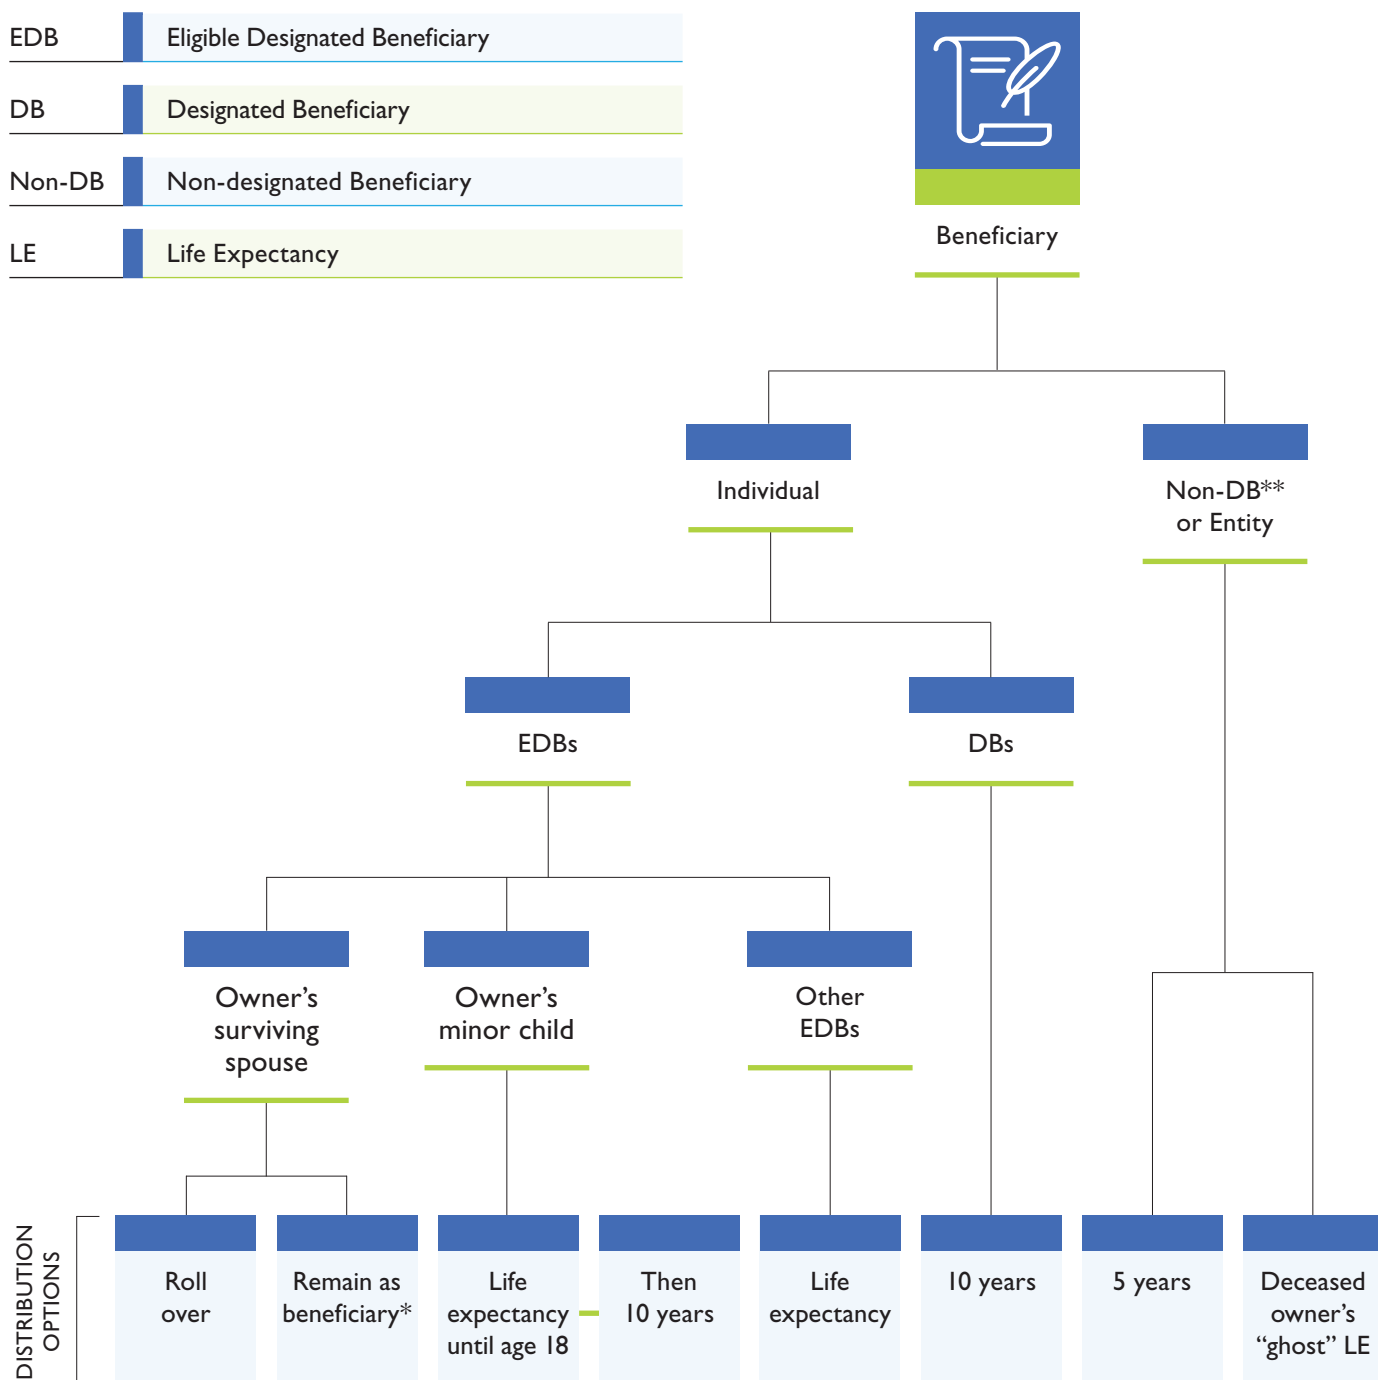 EDB
Eligible Designated Beneficiary
DB
Designated Beneficiary
Non-DB
Non-designated Beneficiary
LE
Life Expectancy
Beneficiary
Individual
Non-DB**
or Entity
EDBs
DBs
Owner’s
surviving
spouse
Owner’s
minor child
Other
EDBs
DISTRIBUTION
OPTIONS
Roll
over
Remain as
beneficiary*
Life
expectancy
until age 18
Then
10 years
Life
expectancy
10 years
5 years
Deceased
owner’s
“ghost” LE